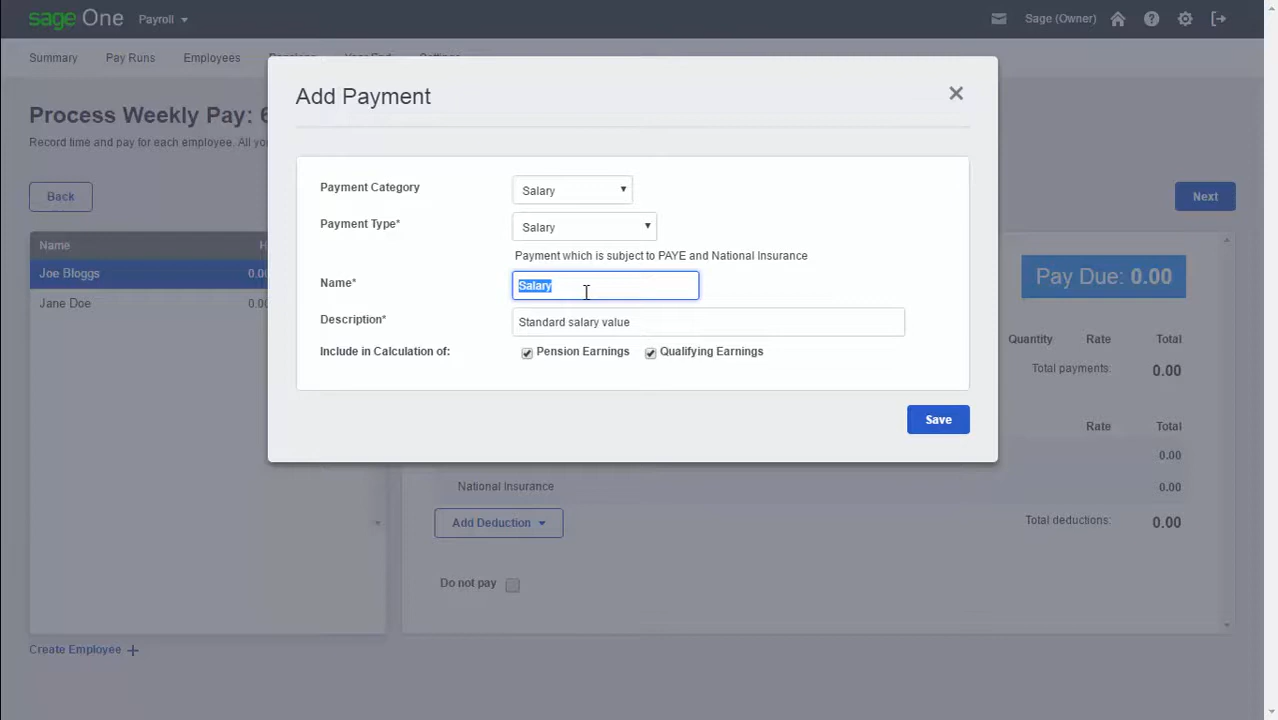 sage One Payroll Sage (Owner)
Summary Pay Runs Employees
Process Weekly Pay: 6
Record time and pay for each employee. All yo
Back
Next
Name H
Joe Bloggs 0.00
Jane Doe 0.00
Add Payment
Payment Category Salary
Payment Type* Salary
Payment which is subject to PAYE and National Insurance
Name* Salary
Description* Standard salary value
Include in Calculation of: Pension Earnings Qualifying Earnings
Save
Pay Due: 0.00
Quantity Rate Total
Total payments: 0.00
Rate Total
0.00
National Insurance 0.00
Add Deduction Total deductions: 0.00
Do not pay
Create Employee +